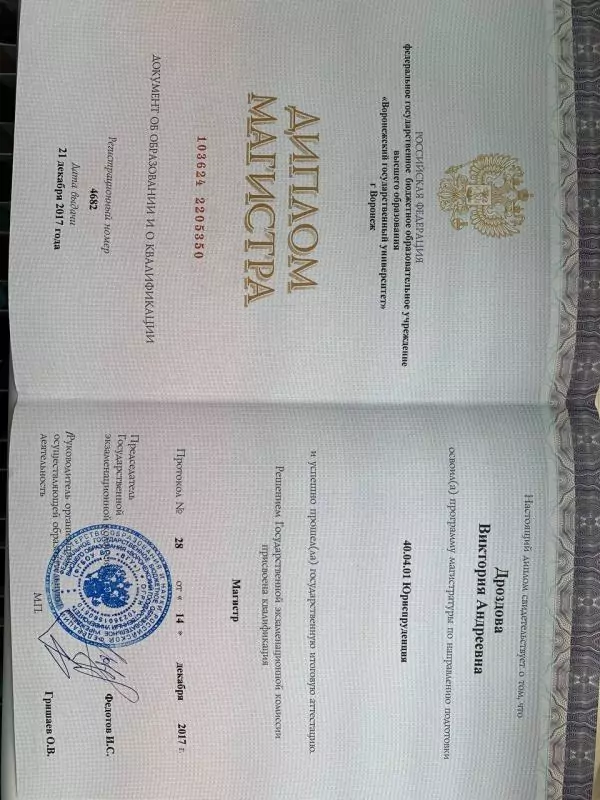 РОССИЙСКАЯ ФЕДЕРАЦИЯ
федеральное государственное бюджетное образовательное учреждение
высшего образования
«Воронежский государственный университет»
г Воронеж
ДИПЛОМ
МАГИСТРА
103624 2205350
ДОКУМЕНТ ОБ ОБРАЗОВАНИИ И О КВАЛИФИКАЦИИ
Регистрационный номер
4682
Дата выдачи
21 декабря 2017 года
Настоящий диплом свидетельствует о том, что
Дроздова
Виктория Андреевна
освоил(а) программу магистратуры по направлению подготовки
40.04.01 Юриспруденция
и успешно прошел(ла) государственную итоговую аттестацию.
Решением Государственной экзаменационной комиссии
присвоена квалификация
Магистр
Протокол № 28 от « 14 » декабря 2017 г.
Председатель
Государственной
экзаменационной
Федотов И.С.
Руководитель
осуществляющей
деятельность
Гришаев О.В.
М.П.